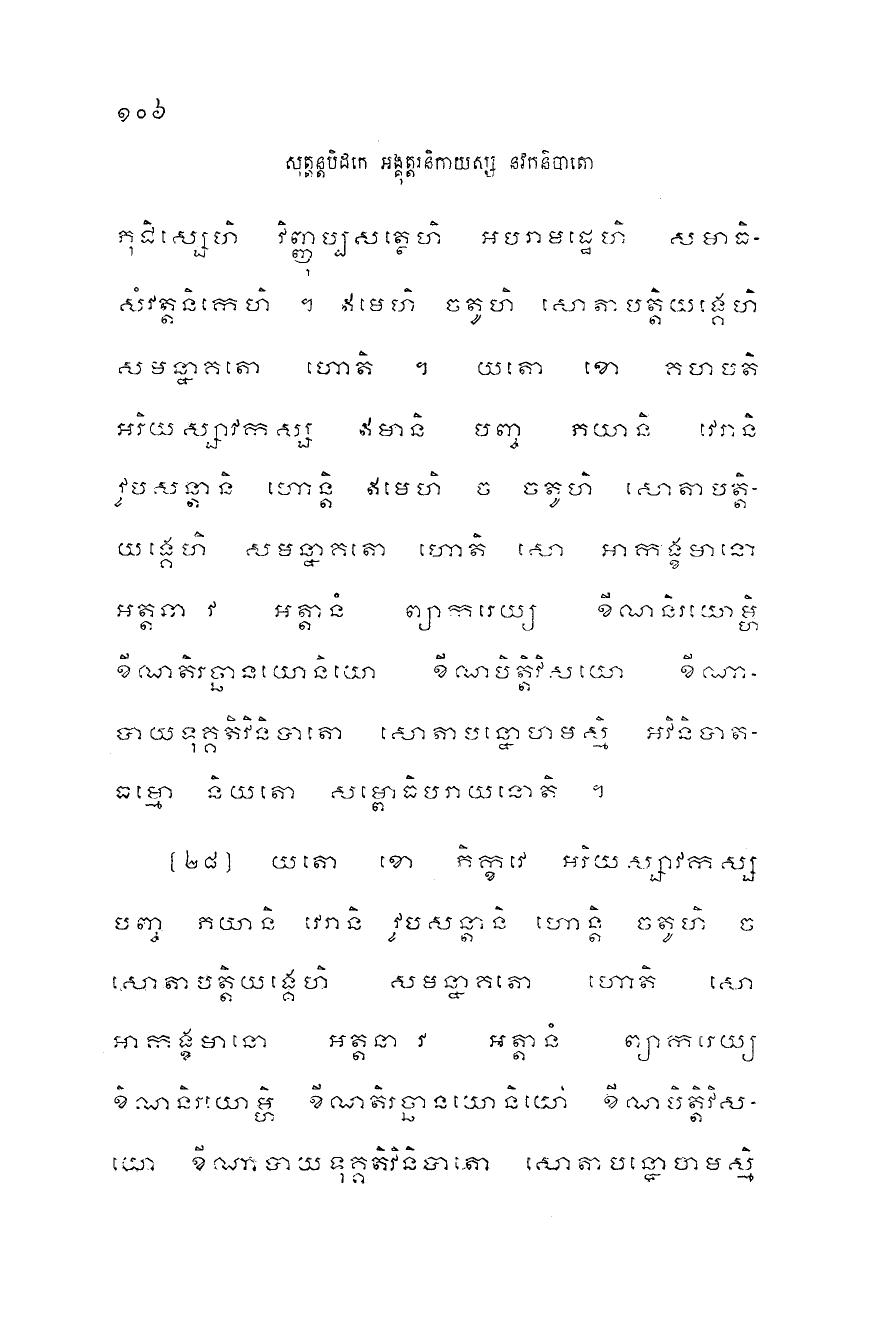 ១០៦
សុត្តន្តបិដកេ អង្គុត្តរនិកាយស្ស នវកនិបាតោ
កុជិស្សេហិ វិញ្ញុប្បសត្ថេហិ អបរាមដ្ឋេហិ សមាធិ-
សំវត្តនិកេហិ ។ ឥមេហិ ចតូហិ សោតាបត្តិយង្គេហិ
សមន្នាគតោ ហោតិ ។ យតោ ខោ គហបតិ
អរិយស្សាវកស្ស ឥមានិ បញ្ច ភយានិ វេរានិ
វូបសន្តានិ ហោន្តិ ឥមេហិ ច ចតូហិ សោតាបត្តិ-
យង្គេហិ សមន្នាគតោ ហោតិ សោ អាកង្ខមានោ
អត្តនា វ អត្តានំ ព្យាករេយ្យ ខីណនិរយោម្ហិ
ខីណតិរច្ឆានយោនិយោ ខីណបិត្តិវិសយោ ខីណា-
បាយទុគ្គតិវិនិបាតោ សោតាបន្នោហមស្មិ អវិនិបាត-
ធម្មោ និយតោ សម្ពោធិបរាយនោតិ ។
[២៨] យតោ ខោ ភិក្ខវេ អរិយស្សាវកស្ស
បញ្ច ភយានិ វេរានិ វូបសន្តានិ ហោន្តិ ចតូហិ ច
សោតាបត្តិយង្គេហិ សមន្នាគតោ ហោតិ សោ
អាកង្ខមានោ អត្តនា វ អត្តានំ ព្យាករេយ្យ
ខិណនិរយោម្ហិ ខីណតិរច្ឆានយោនិយោ ខីណបិត្តិវិស-
យោ ខីណាបាយទុគ្គតិវិនិបាតោ សោតាបន្នោហមស្មិ